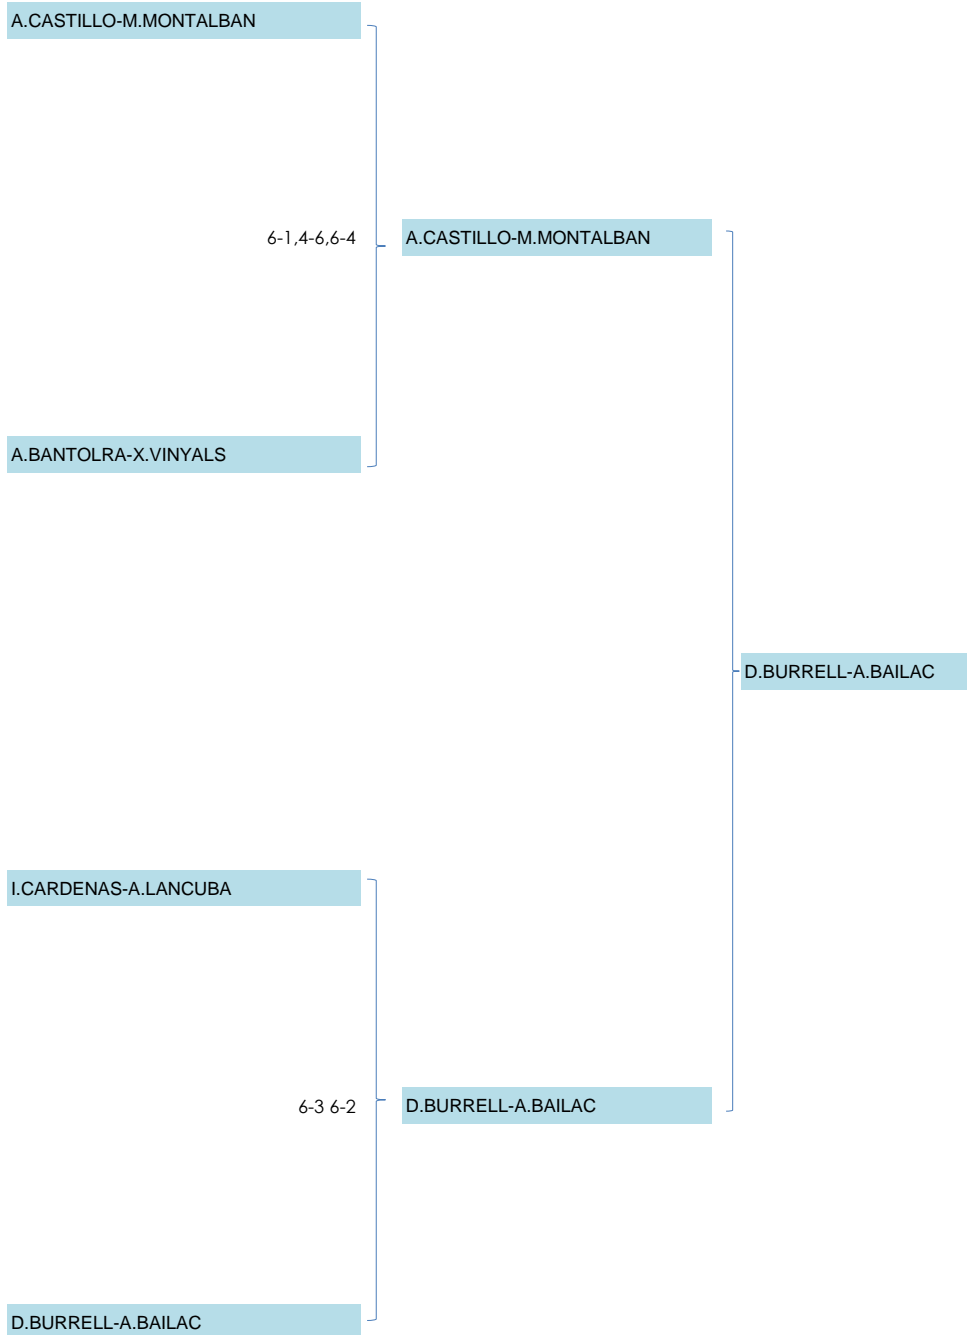 A.CASTILLO-M.MONTALBAN
6-1,4-6,6-4
A.CASTILLO-M.MONTALBAN
A.BANTOLRA-X.VINYALS
D.BURRELL-A.BAILAC
I.CARDENAS-A.LANCUBA
6-3 6-2
D.BURRELL-A.BAILAC
D.BURRELL-A.BAILAC